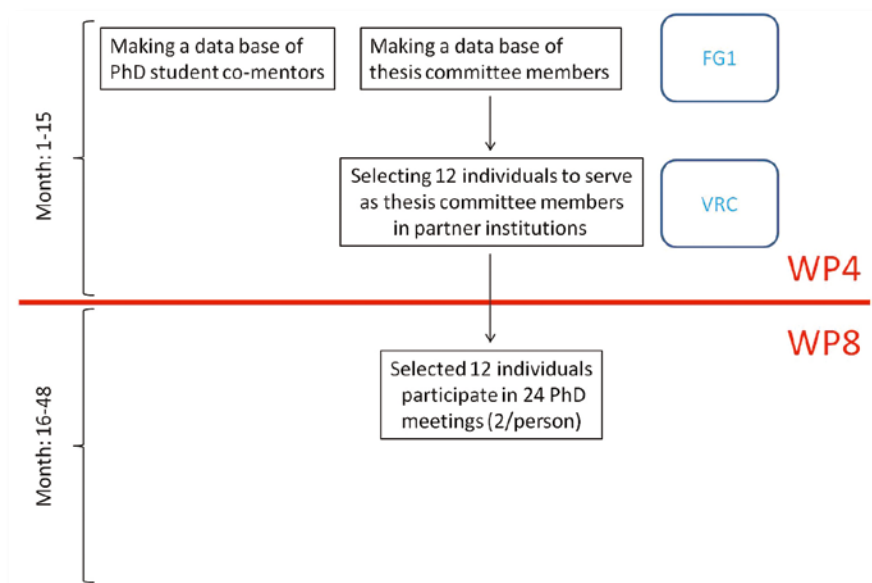 Making a data base of
PhD student co-mentors
Making a data base of
thesis committee members
FG1
Month: 1-15
Selecting 12 individuals to serve
as thesis committee members
in partner institutions
VRC
WP4
WP8
Selected 12 individuals
participate in 24 PhD
meetings (2/person)
Month: 16-48